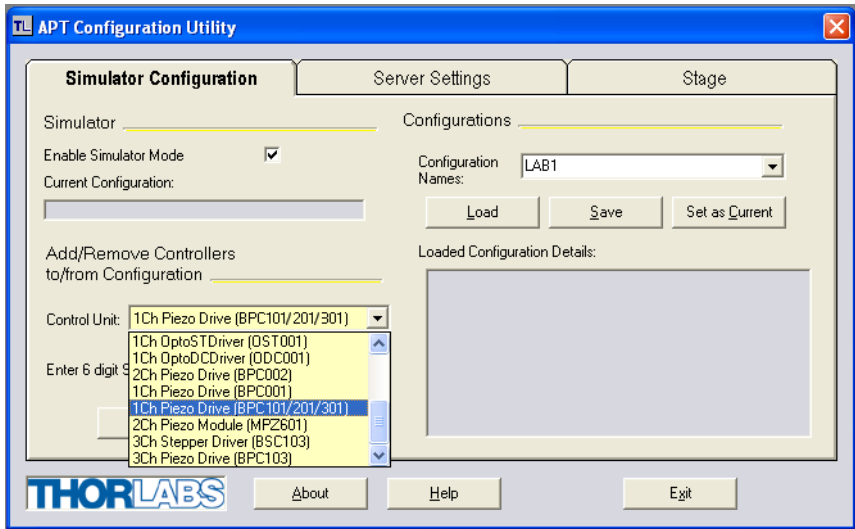 TL APT Configuration Utility
Simulator Configuration
Server Settings
Stage
Simulator
Enable Simulator Mode
Current Configuration:
Add/Remove Controllers
to/from Configuration
Control Unit: 1Ch Piezo Drive (BPC101/201/301)
1Ch OptoSTDriver (OST001)
1Ch OptoDCDriver (ODC001)
Enter 6 digit S
2Ch Piezo Drive (BPC002)
1Ch Piezo Drive (BPC001)
1Ch Piezo Drive (BPC101/201/301)
2Ch Piezo Module (MPZ601)
3Ch Stepper Driver (BSC103)
3Ch Piezo Drive (BPC103)
Configurations
Configuration
Names:
LAB1
Load
Save
Set as Current
Loaded Configuration Details:
THORLABS
About
Help
Exit